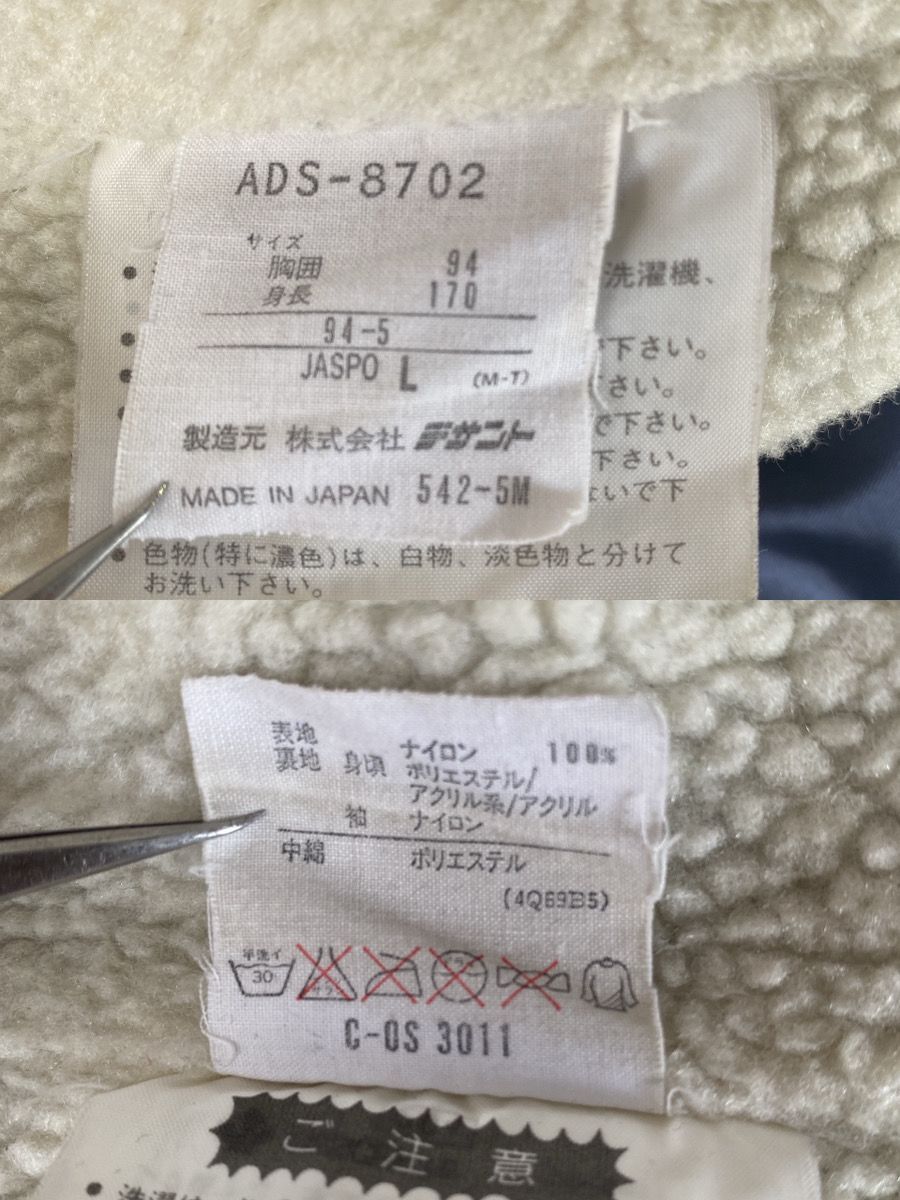 ADS-8702
サイズ
胸囲 94
身長 170
94-5
JASPO L (M-T)
製造元 株式会社 デサント
MADE IN JAPAN 542-5M
洗濯機、
下さい。
さい。
で下さい。
下さい。
ないで下
• 色物(特に濃色)は、白物、淡色物と分けて
お洗い下さい。
表地 ナイロン 100%
裏地 身頃 ポリエステル/
アクリル系/アクリル
袖 ナイロン
中綿 ポリエステル
(4Q69B5)
手洗イ
30
C-OS 3011
ご注意